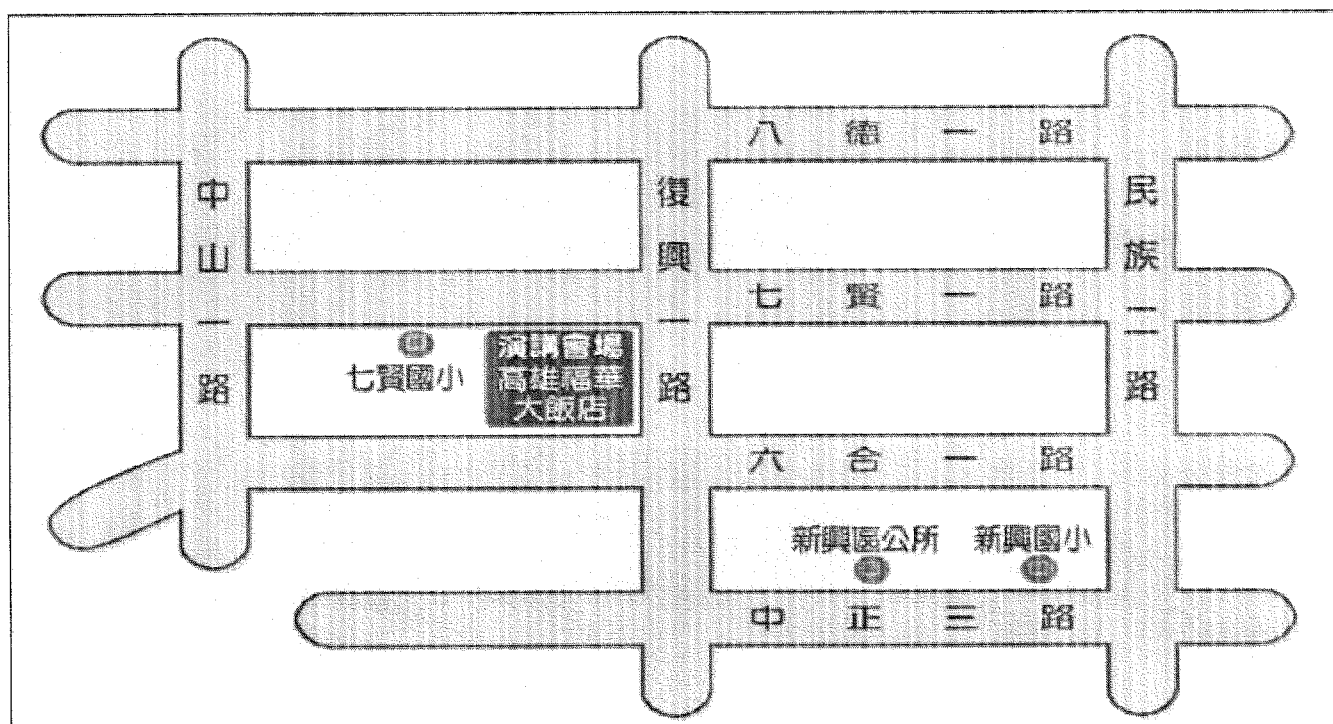 八德一路
中山一路
復興一路
民族二路
七賢一路
七賢國小
演講會場
高雄福華
大飯店
六合一路
新興區公所
新興國小
中正三路